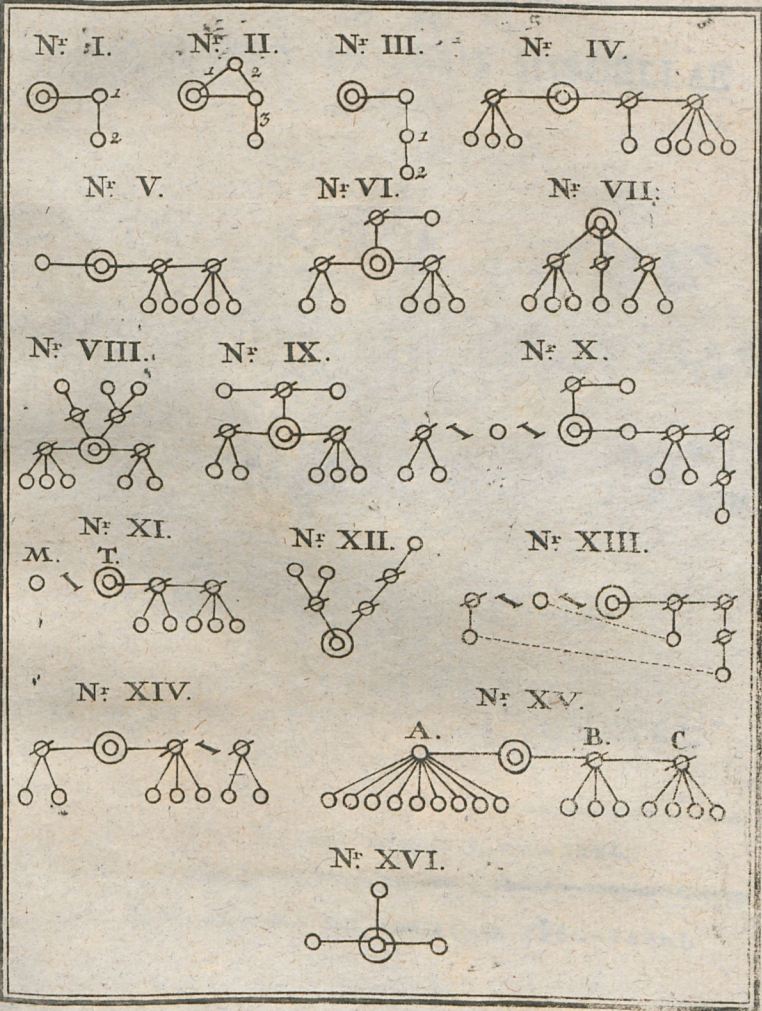 Nr. I. Nr. II. Nr. III. Nr. IV.
1 1 2
2 3 1
2
Nr. V. Nr. VI. Nr. VII.
Nr. VIII. Nr. IX. Nr. X.
Nr. XI. Nr. XII. Nr. XIII.
M. T.
Nr. XIV. Nr. XV.
A. B. C
Nr. XVI.